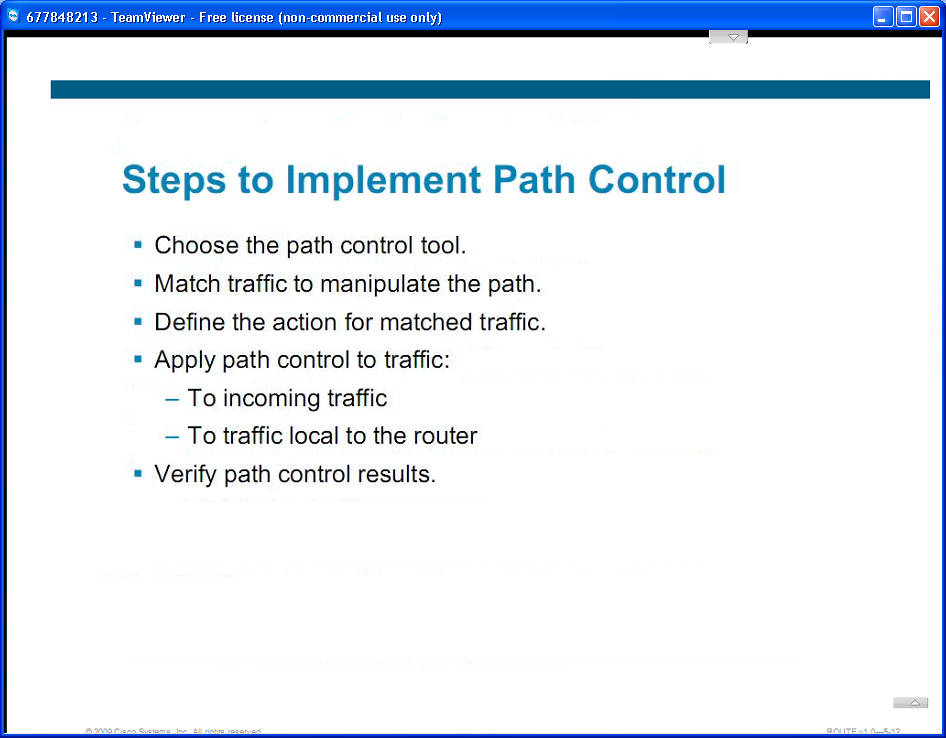 677848213 - TeamViewer - Free license (non-commercial use only)
Steps to Implement Path Control
▪ Choose the path control tool.
▪ Match traffic to manipulate the path.
▪ Define the action for matched traffic.
▪ Apply path control to traffic:
– To incoming traffic
– To traffic local to the router
▪ Verify path control results.
© 2009 Cisco Systems, Inc. All rights reserved.
ROUTE v1.0—5-12